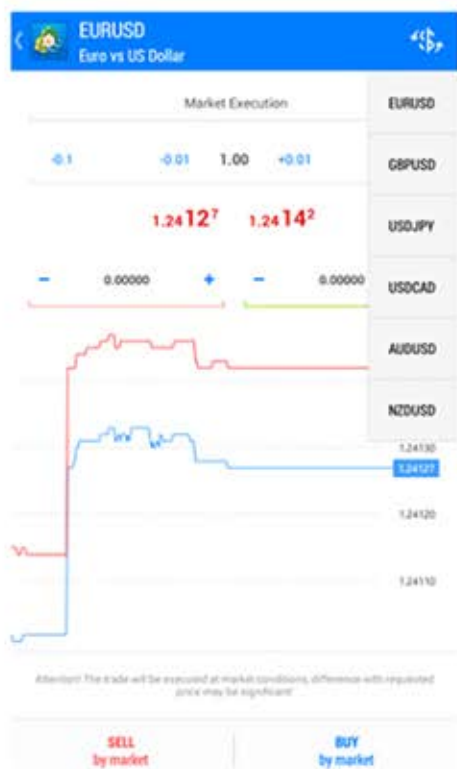 EURUSD
Euro vs US Dollar
Market Execution
EURUSD
-0.1 -0.01 1.00 +0.01
GBPUSD
1.24127 1.24142
USDJPY
− 0.00000 + − 0.00000
USDCAD
AUDUSD
NZDUSD
1.24130
1.24127
1.24120
1.24110
Attention! The trade will be executed at market conditions, difference with requested
price may be significant!
SELL
by market
BUY
by market